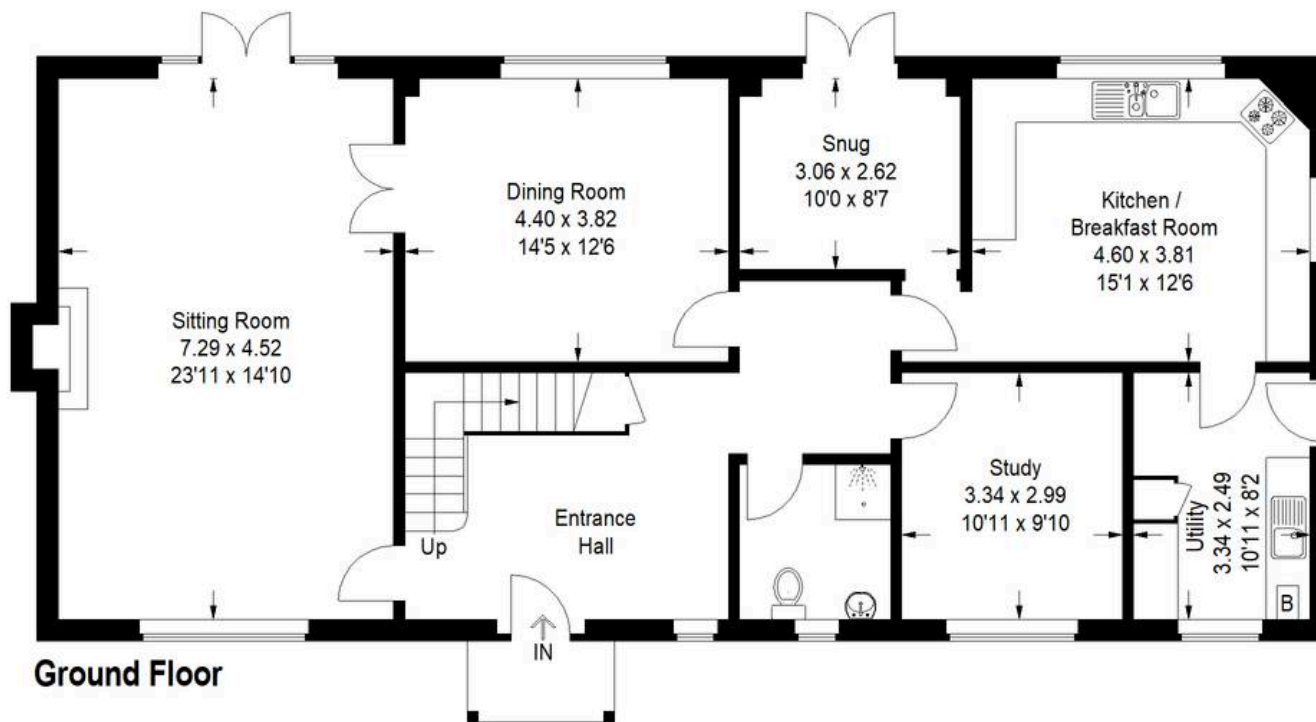 Sitting Room
7.29 x 4.52
23'11 x 14'10
Dining Room
4.40 x 3.82
14'5 x 12'6
Snug
3.06 x 2.62
10'0 x 8'7
Kitchen /
Breakfast Room
4.60 x 3.81
15'1 x 12'6
Up
Entrance
Hall
IN
Study
3.34 x 2.99
10'11 x 9'10
Utility
3.34 x 2.49
10'11 x 8'2
B
Ground Floor